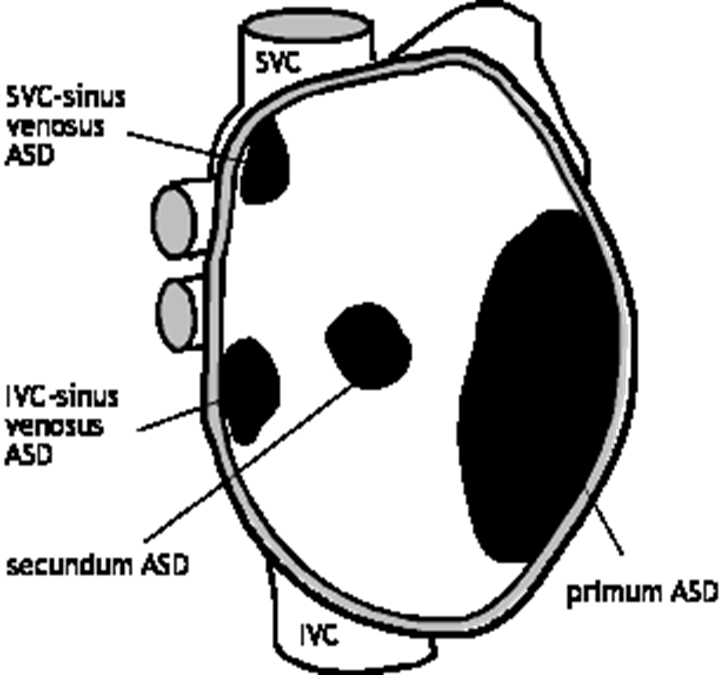 SVC
SVC-sinus
venosus
ASD
IVC-sinus
venosus
ASD
secundum ASD
primum ASD
IVC